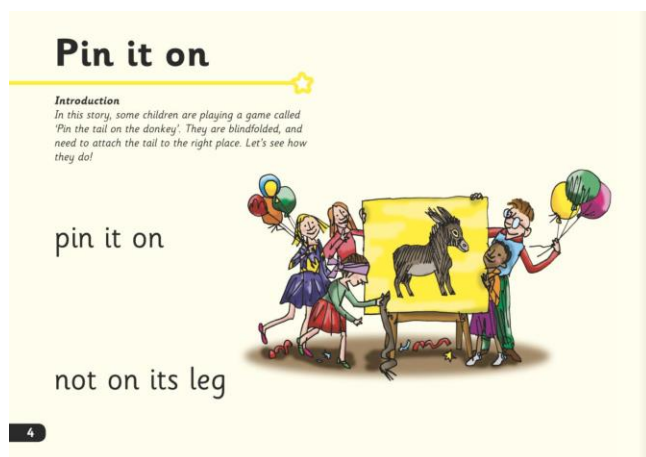 Pin it on
Introduction
In this story, some children are playing a game called
'Pin the tail on the donkey'. They are blindfolded, and
need to attach the tail to the right place. Let's see how
they do!
pin it on
not on its leg
4